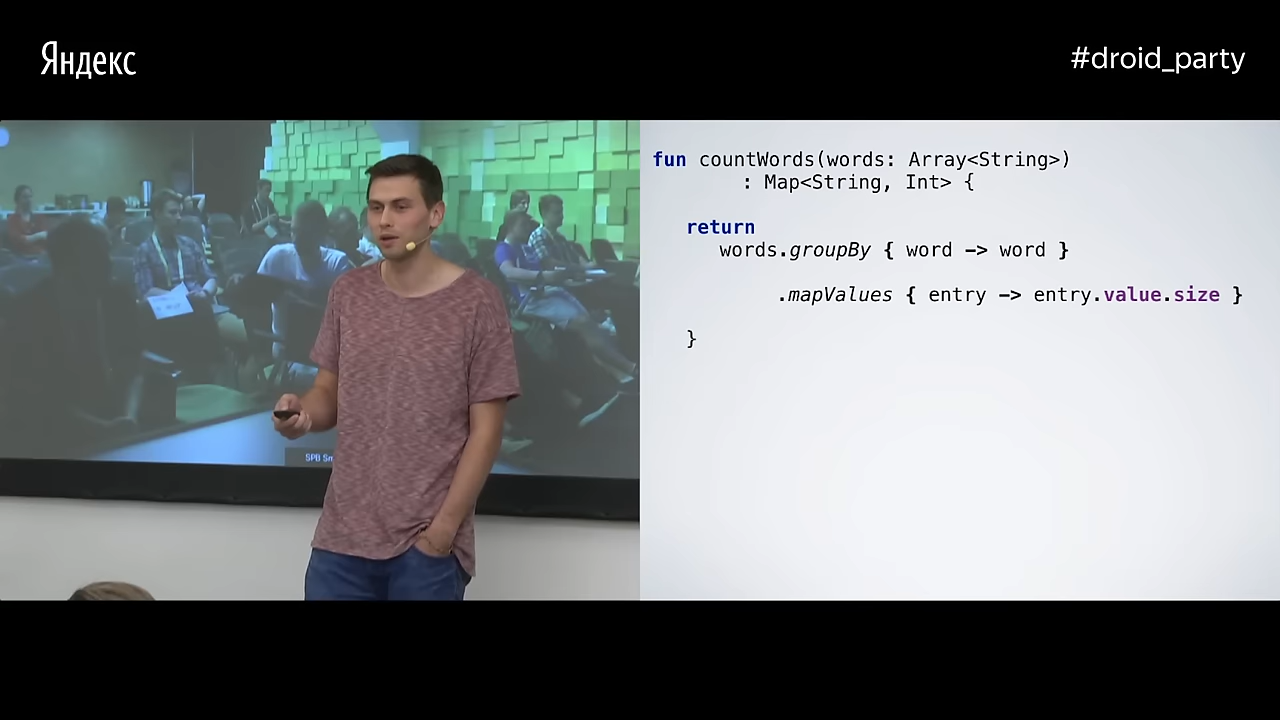 Яндекс
#droid_party
fun countWords(words: Array<String>)
: Map<String, Int> {
return
words.groupBy { word -> word }
.mapValues { entry -> entry.value.size }
}
SPB